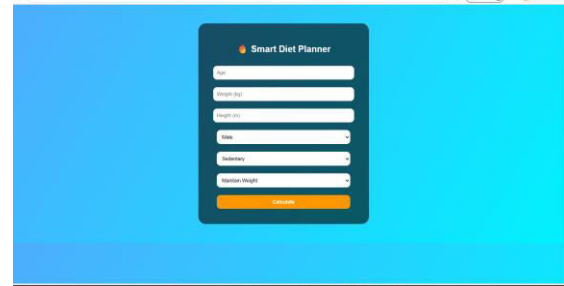 Smart Diet Planner
Age
Weight (kg)
Height (m)
Male
Sedentary
Maintain Weight
Calculate